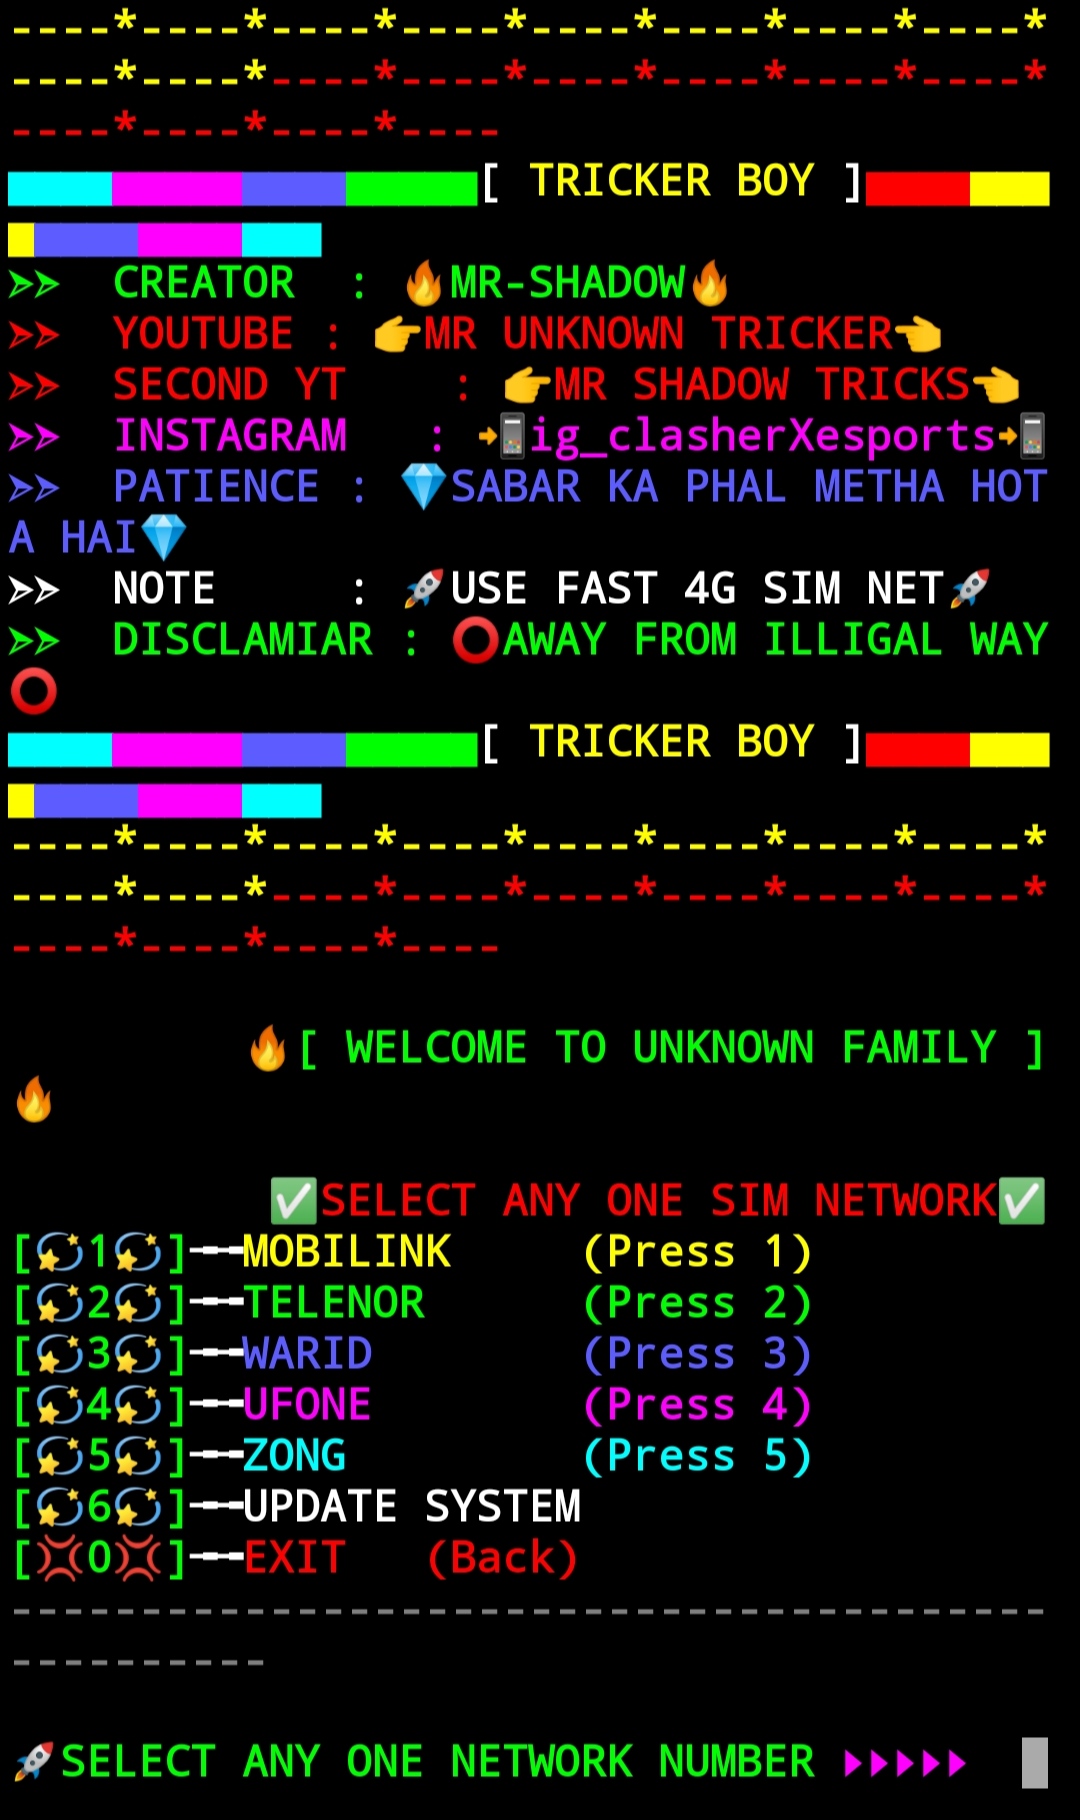 ----*----*----*----*----*----*----*----*
----*----*----*----*----*----*----*----*
----*----*----*----
[ TRICKER BOY ]
⮞⮞ CREATOR : 🔥MR-SHADOW🔥
⮞⮞ YOUTUBE : 👉MR UNKNOWN TRICKER👈
⮞⮞ SECOND YT : 👉MR SHADOW TRICKS👈
⮞⮞ INSTAGRAM : 📲ig_clasherXesports📲
⮞⮞ PATIENCE : 💎SABAR KA PHAL METHA HOT
A HAI💎
⮞⮞ NOTE : 🚀USE FAST 4G SIM NET🚀
⮞⮞ DISCLAMIAR : ⭕AWAY FROM ILLIGAL WAY
⭕
[ TRICKER BOY ]
----*----*----*----*----*----*----*----*
----*----*----*----*----*----*----*----*
----*----*----*----
🔥[ WELCOME TO UNKNOWN FAMILY ]
🔥
✅SELECT ANY ONE SIM NETWORK✅
[💫1💫]--MOBILINK (Press 1)
[💫2💫]--TELENOR (Press 2)
[💫3💫]--WARID (Press 3)
[💫4💫]--UFONE (Press 4)
[💫5💫]--ZONG (Press 5)
[💫6💫]--UPDATE SYSTEM
[💢0💢]--EXIT (Back)
----------------------------------------
----------
🚀SELECT ANY ONE NETWORK NUMBER ▶▶▶▶▶